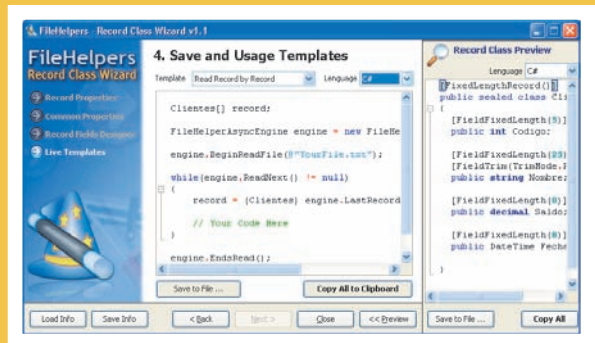 FileHelpers - Record Class Wizard v1.1
FileHelpers
Record Class Wizard
Record Properties
Common Properties
Record Fields Designer
Live Templates
4. Save and Usage Templates
Template Read Record by Record Lenguage C#
Clientes[] record;
FileHelperAsyncEngine engine = new FileHe
engine.BeginReadFile(@"YourFile.txt");
while(engine.ReadNext() != null)
{
record = (Clientes) engine.LastRecord
// Your Code Here
}
engine.EndsRead();
Save to File ... Copy All to Clipboard
Load Info Save Info < Back Next > Close << Preview
Record Class Preview
Lenguage C#
[FixedLengthRecord()]
public sealed class Cli
{
[FieldFixedLength(5)]
public int Codigo;
[FieldFixedLength(25)]
[FieldTrim(TrimMode.R
public string Nombre;
[FieldFixedLength(8)]
public decimal Saldo;
[FieldFixedLength(8)]
public DateTime Fecha
}
Save to File ... Copy All